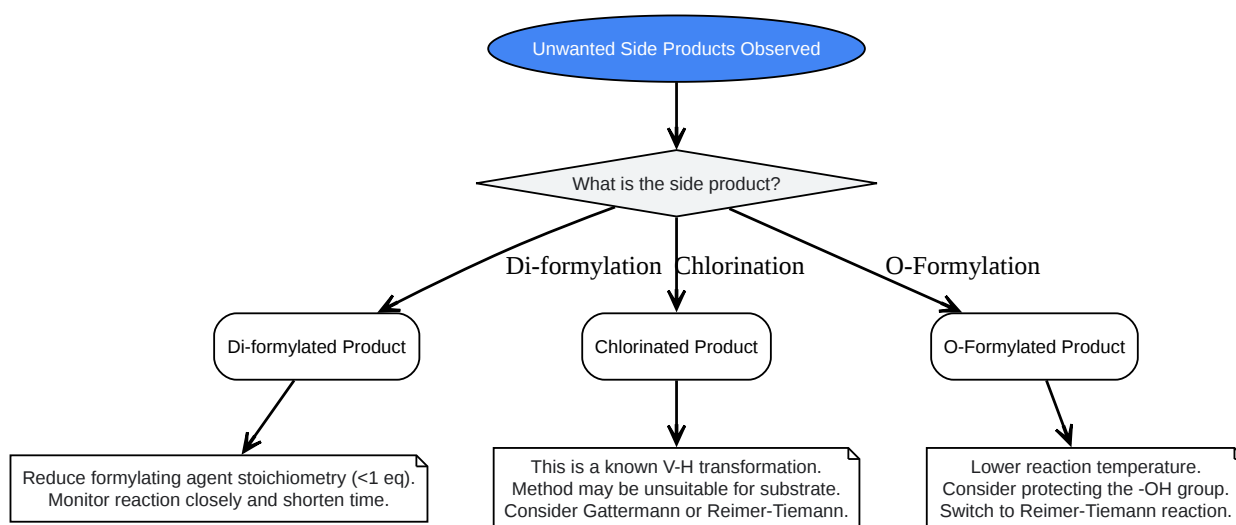 Unwanted Side Products Observed
What is the side product?
Di-formylation
Chlorination
O-Formylation
Di-formylated Product
Chlorinated Product
O-Formylated Product
Reduce formylating agent stoichiometry (<1 eq).
Monitor reaction closely and shorten time.
This is a known V-H transformation.
Method may be unsuitable for substrate.
Consider Gattermann or Reimer-Tiemann.
Lower reaction temperature.
Consider protecting the -OH group.
Switch to Reimer-Tiemann reaction.